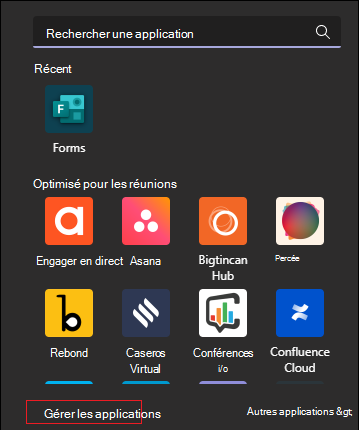 Rechercher une application
Récent
F
Forms
Optimisé pour les réunions
a
Engager en direct Asana Bigtincan Percée
Hub
b
Rebond Caseros Conférences Confluence
Virtual i/o Cloud
Gérer les applications Autres applications &gt;